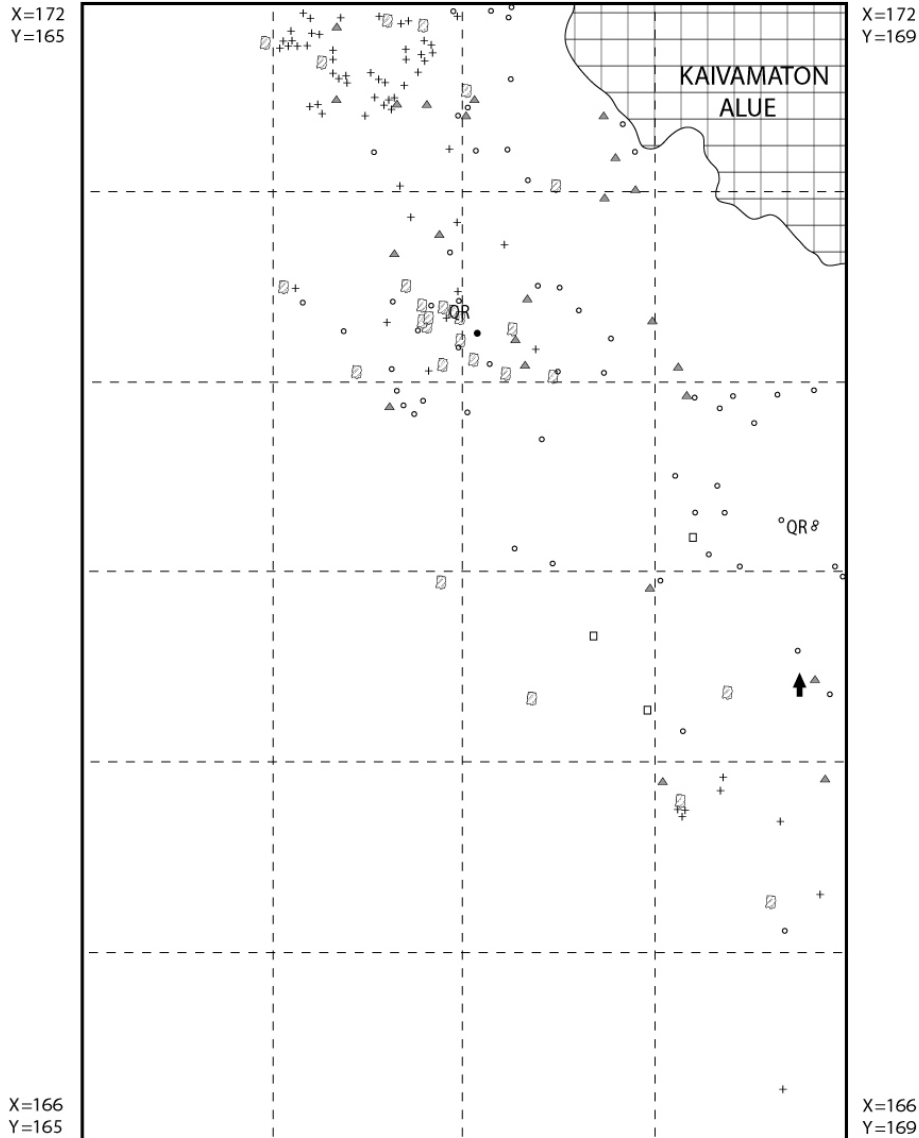 X=172
Y=165
X=172
Y=169
KAIVAMATON
ALUE
QR
QR
X=166
Y=165
X=166
Y=169